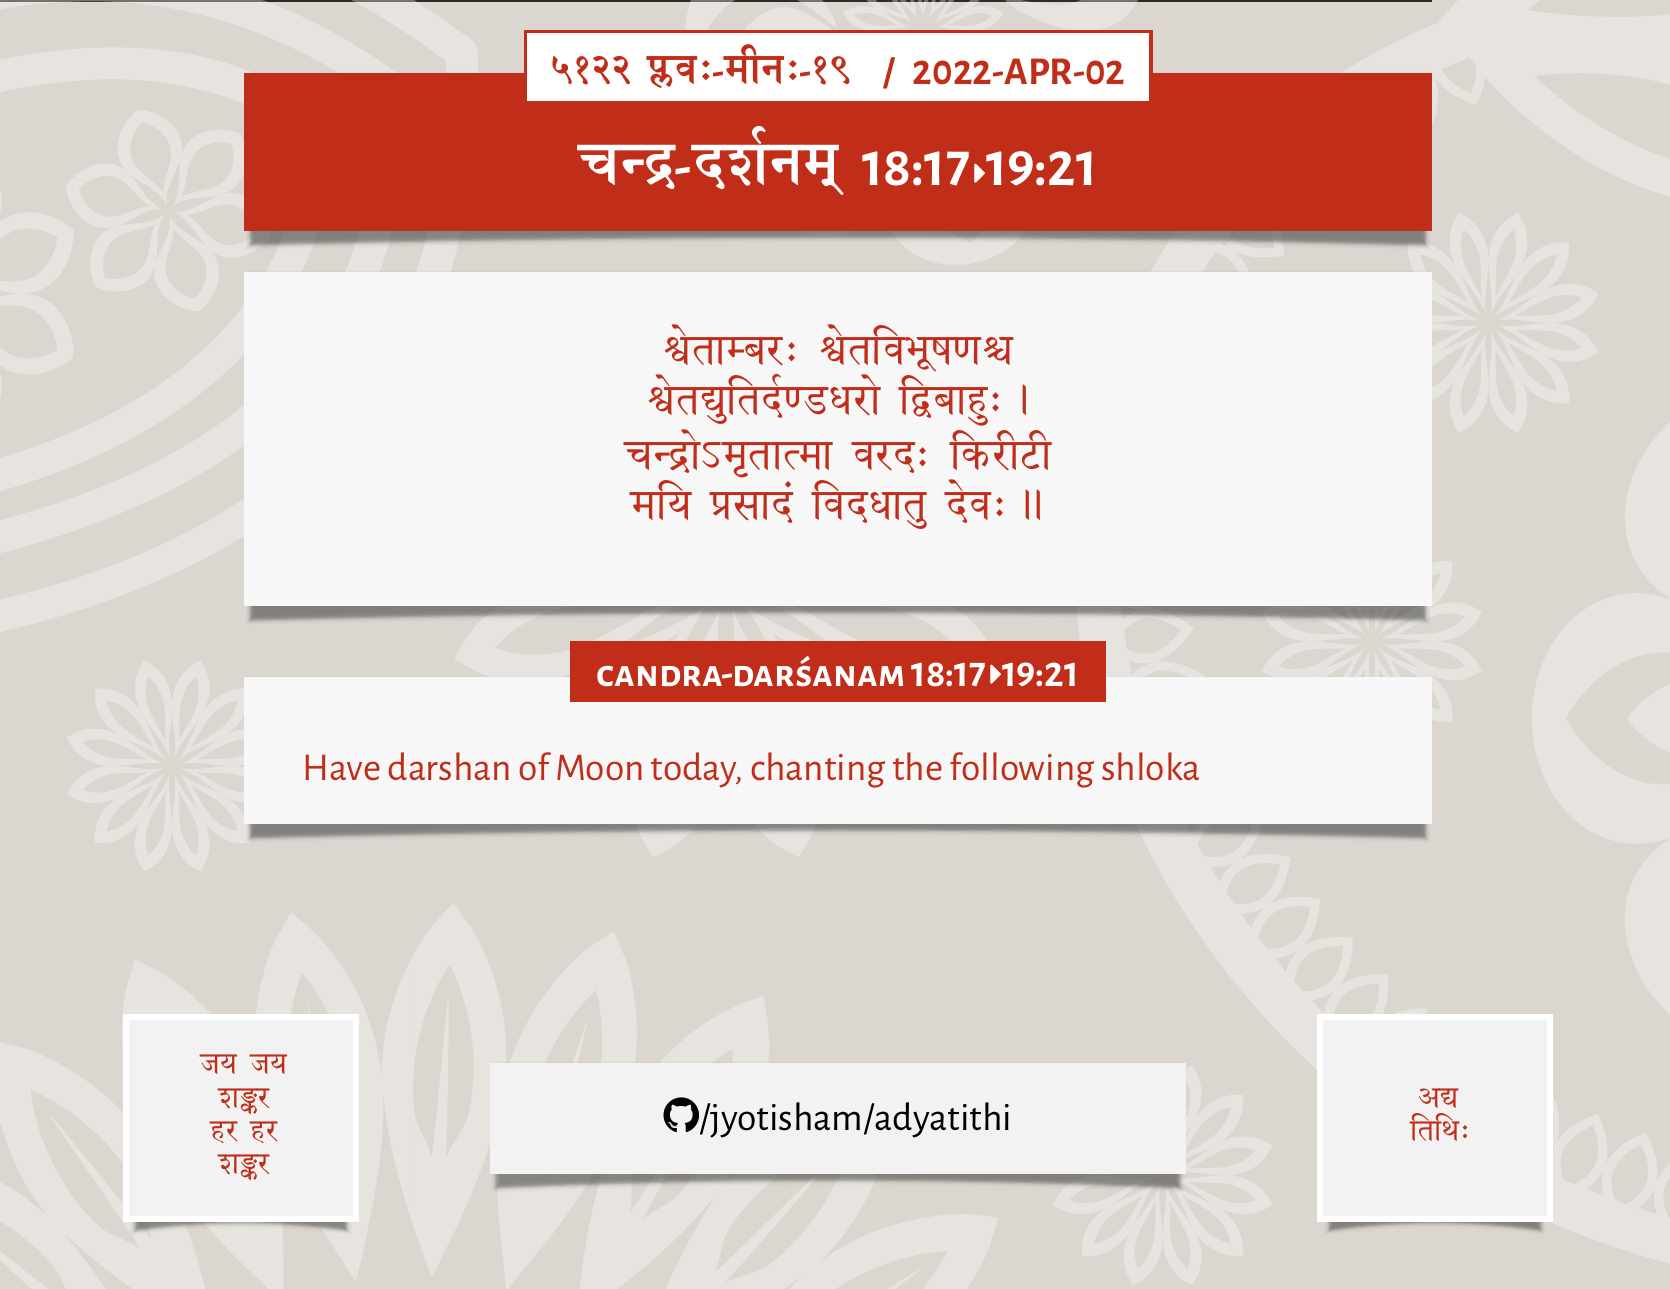 ५१२२ प्लवः-मीनः-१९ / 2022-APR-02
चन्द्र-दर्शनम् 18:17▸19:21
श्वेताम्बरः श्वेतविभूषणश्च
श्वेतद्युतिर्दण्डधरो द्विबाहुः ।
चन्द्रोऽमृतात्मा वरदः किरीटी
मयि प्रसादं विदधातु देवः ॥
CANDRA-DARŚANAM 18:17▸19:21
Have darshan of Moon today, chanting the following shloka
जय जय
शङ्कर
हर हर
शङ्कर
/jyotisham/adyatithi
अद्य
तिथिः